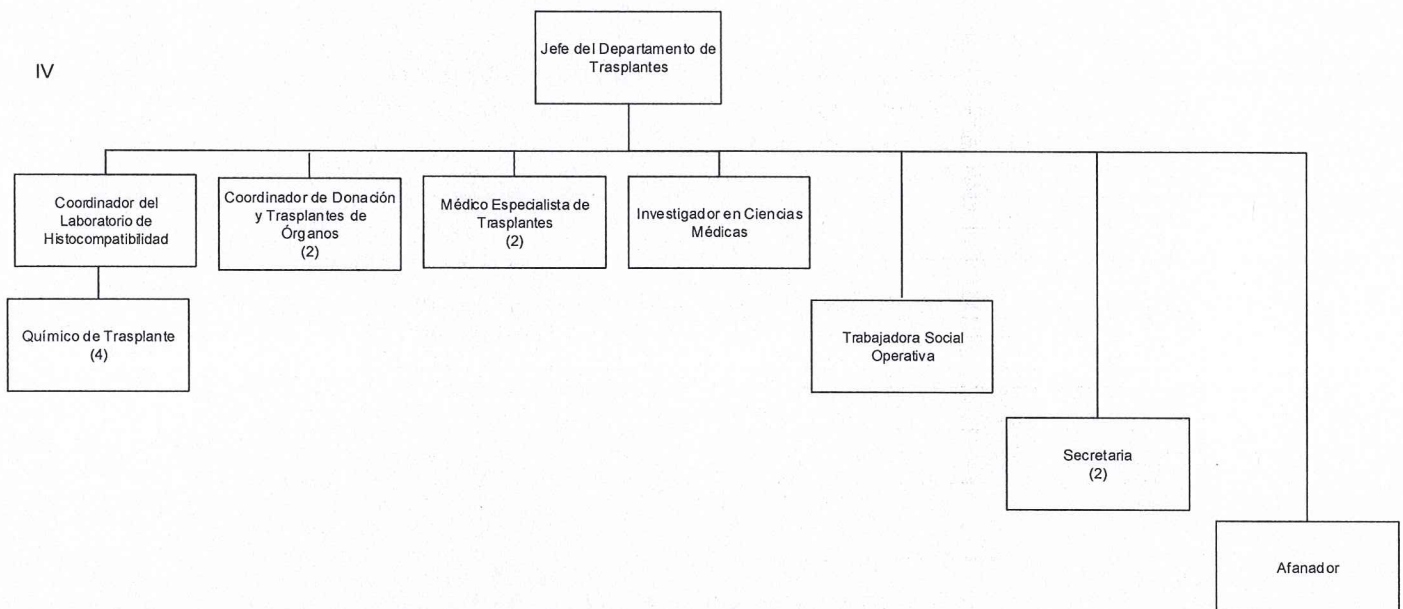 Jefe del Departamento de
Trasplantes
IV
Coordinador del
Laboratorio de
Histocompatibilidad
Coordinador de Donación
y Trasplantes de
Órganos
(2)
Médico Especialista de
Trasplantes
(2)
Investigador en Ciencias
Médicas
Químico de Trasplante
(4)
Trabajadora Social
Operativa
Secretaria
(2)
Afanador